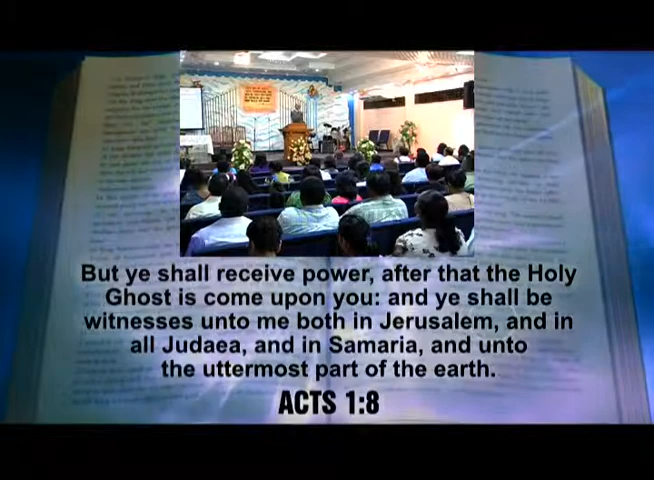 But ye shall receive power, after that the Holy
Ghost is come upon you: and ye shall be
witnesses unto me both in Jerusalem, and in
all Judaea, and in Samaria, and unto
the uttermost part of the earth.
ACTS 1:8